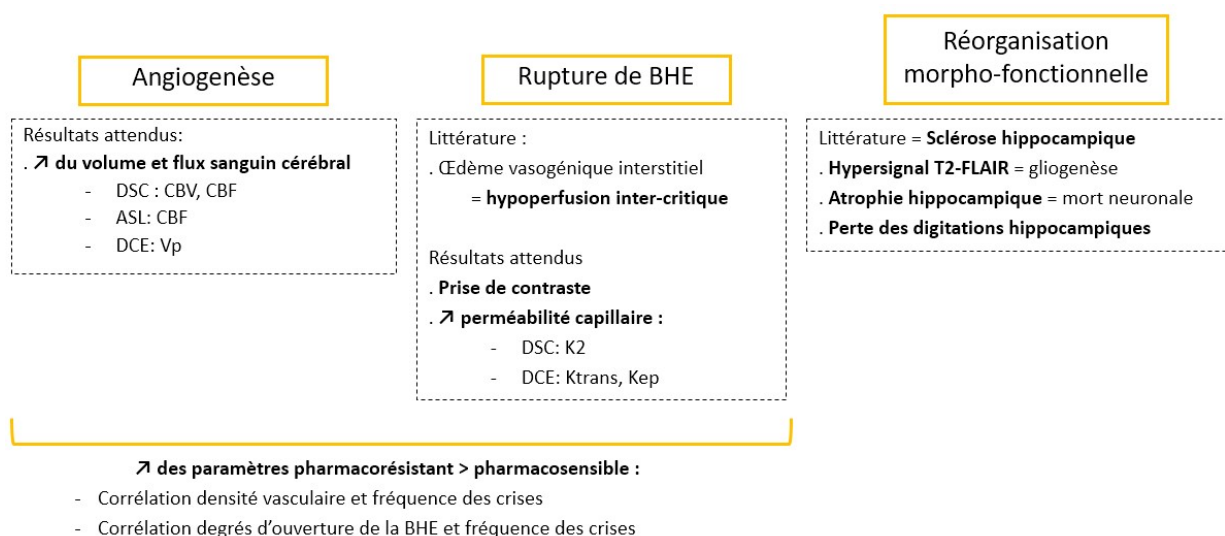 Angiogenèse
Résultats attendus:
. ↗ du volume et flux sanguin cérébral
- DSC : CBV, CBF
- ASL: CBF
- DCE: Vp
Rupture de BHE
Littérature :
. Œdème vasogénique interstitiel
= hypoperfusion inter-critique
Résultats attendus
. Prise de contraste
. ↗ perméabilité capillaire :
- DSC: K2
- DCE: Ktrans, Kep
Réorganisation
morpho-fonctionnelle
Littérature = Sclérose hippocampique
. Hypersignal T2-FLAIR = gliogenèse
. Atrophie hippocampique = mort neuronale
. Perte des digitations hippocampiques
↗ des paramètres pharmacorésistant > pharmacosensible :
- Corrélation densité vasculaire et fréquence des crises
- Corrélation degrés d’ouverture de la BHE et fréquence des crises